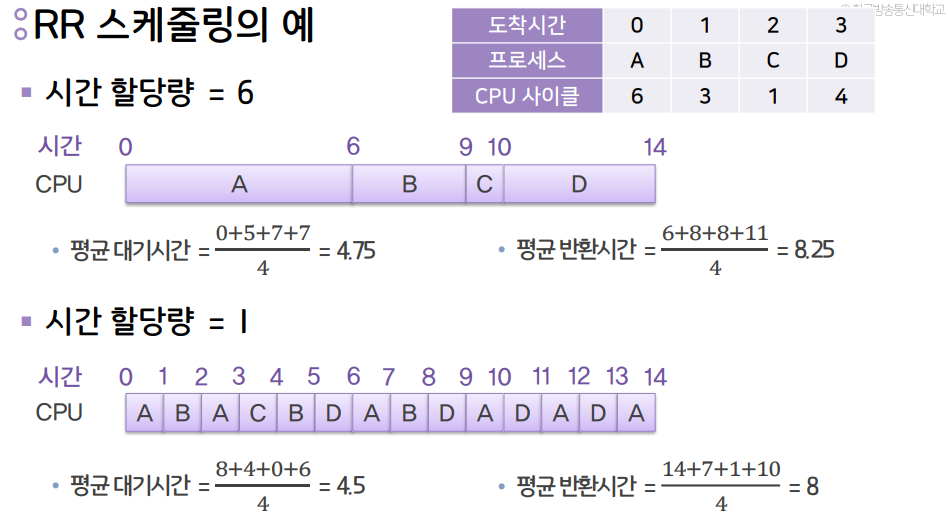 © 한국방송통신대학교
RR 스케줄링의 예
도착시간 0 1 2 3
프로세스 A B C D
CPU 사이클 6 3 1 4
시간 할당량 = 6
시간 0 6 9 10 14
CPU A B C D
• 평균 대기시간 = 0+5+7+7/4 = 4.75
• 평균 반환시간 = 6+8+8+11/4 = 8.25
시간 할당량 = 1
시간 0 1 2 3 4 5 6 7 8 9 10 11 12 13 14
CPU A B A C B D A B D A D A D A
• 평균 대기시간 = 8+4+0+6/4 = 4.5
• 평균 반환시간 = 14+7+1+10/4 = 8